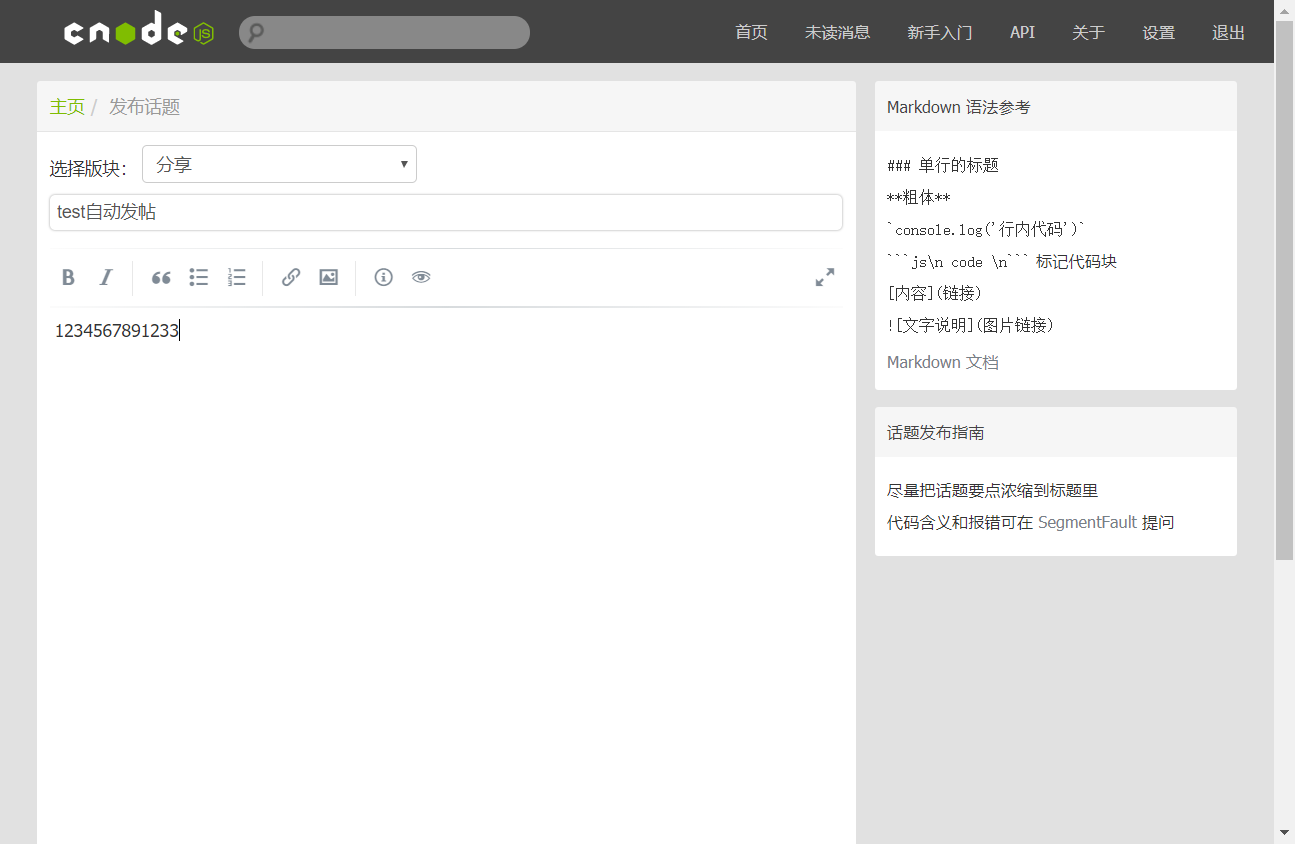 cnode js
首页 未读消息 新手入门 API 关于 设置 退出
主页 / 发布话题
选择版块：
分享
test自动发帖
1234567891233
Markdown 语法参考
### 单行的标题
**粗体**
`console.log('行内代码')`
```js\n code \n``` 标记代码块
[内容](链接)
![文字说明](图片链接)
Markdown 文档
话题发布指南
尽量把话题要点浓缩到标题里
代码含义和报错可在 SegmentFault 提问